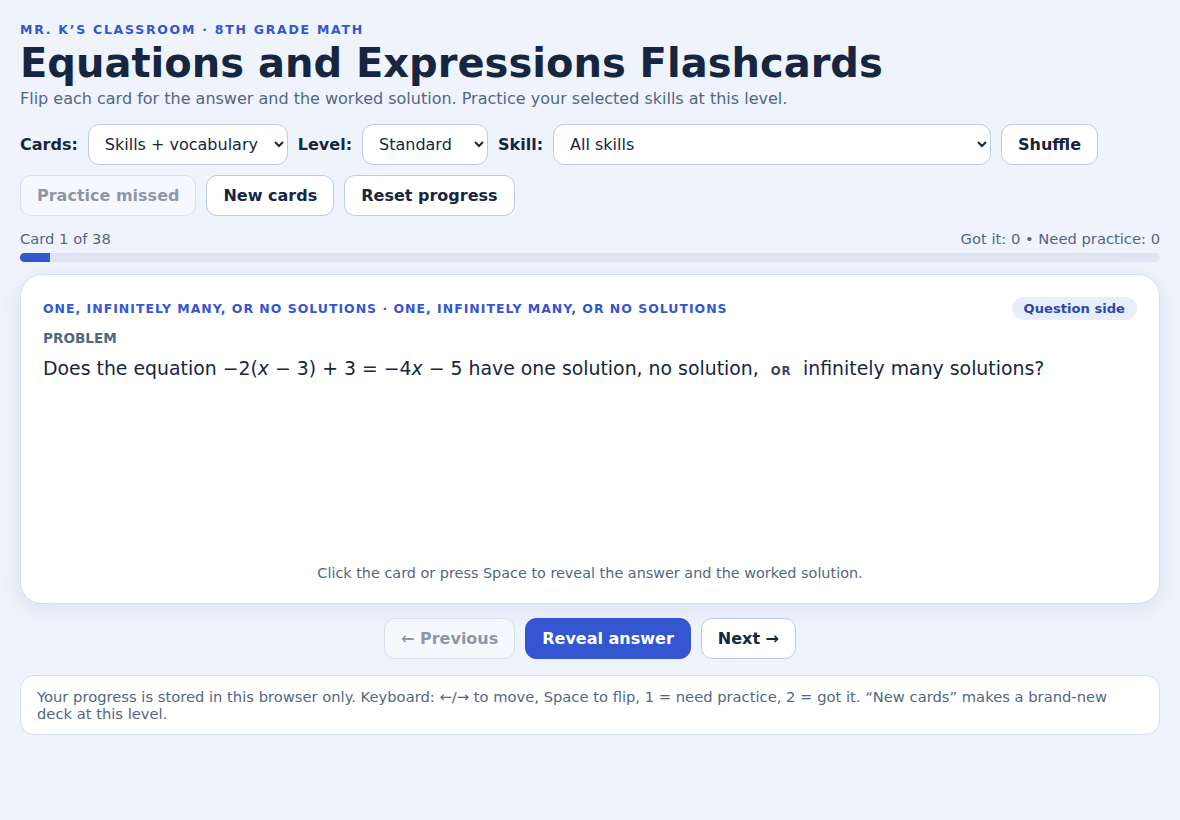 MR. K’S CLASSROOM · 8TH GRADE MATH
Equations and Expressions Flashcards
Flip each card for the answer and the worked solution. Practice your selected skills at this level.
Cards: Skills + vocabulary Level: Standard Skill: All skills Shuffle
Practice missed New cards Reset progress
Card 1 of 38 Got it: 0 • Need practice: 0
ONE, INFINITELY MANY, OR NO SOLUTIONS · ONE, INFINITELY MANY, OR NO SOLUTIONS Question side
PROBLEM
Does the equation −2(x − 3) + 3 = −4x − 5 have one solution, no solution, OR infinitely many solutions?
Click the card or press Space to reveal the answer and the worked solution.
← Previous Reveal answer Next →
Your progress is stored in this browser only. Keyboard: ←/→ to move, Space to flip, 1 = need practice, 2 = got it. “New cards” makes a brand-new
deck at this level.